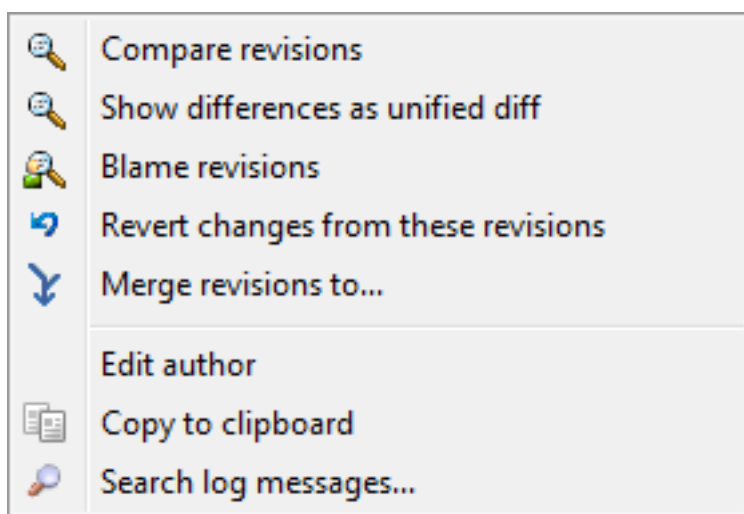 Compare revisions
Show differences as unified diff
Blame revisions
Revert changes from these revisions
Merge revisions to...
Edit author
Copy to clipboard
Search log messages...